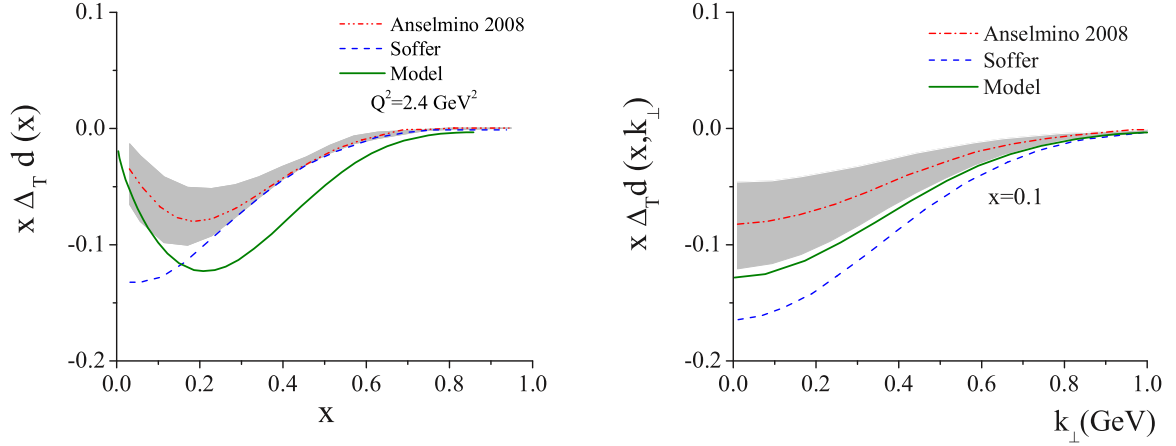 0.1
Anselmino 2008
Soffer
Model
Q²=2.4 GeV²
0.0
-0.1
-0.2
x Δ_T d (x)
0.0 0.2 0.4 0.6 0.8 1.0
x
0.1
Anselmino 2008
Soffer
Model
0.0
x=0.1
-0.1
-0.2
x Δ_T d (x,k_⊥)
0.0 0.2 0.4 0.6 0.8 1.0
k_⊥(GeV)